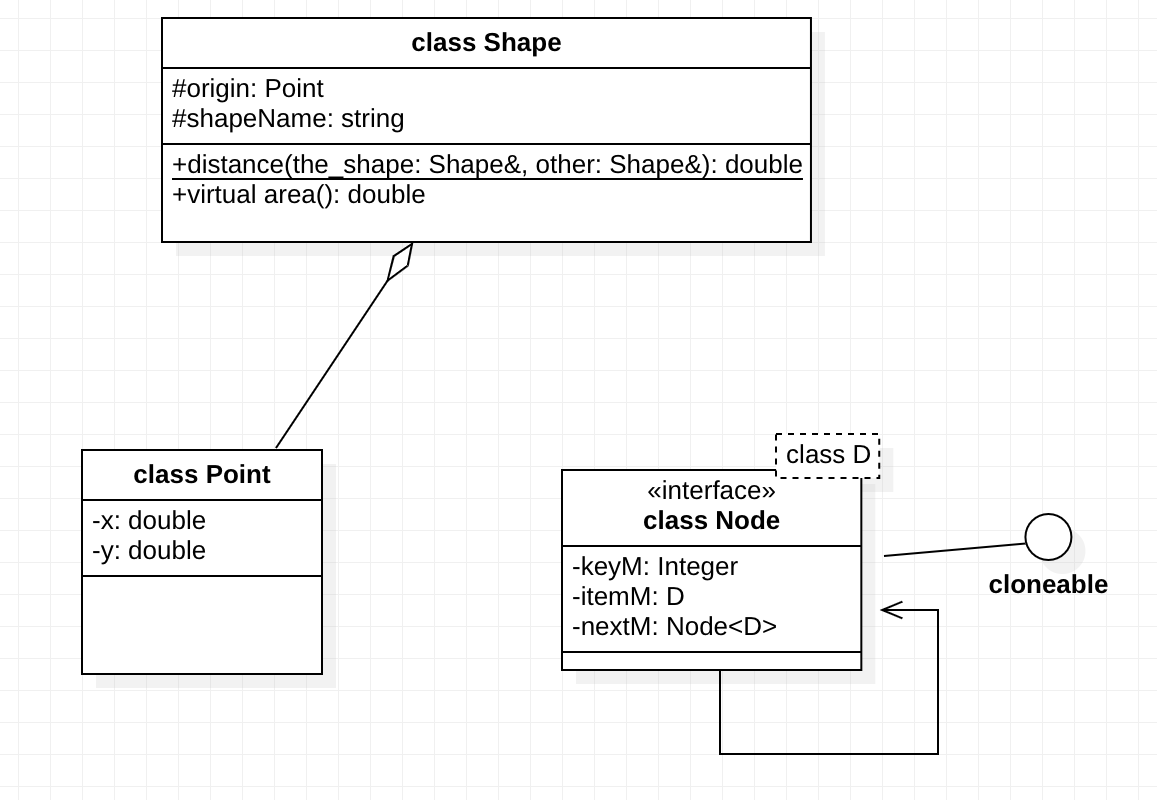 class Shape
#origin: Point
#shapeName: string
+distance(the_shape: Shape&, other: Shape&): double
+virtual area(): double
class Point
-x: double
-y: double
class D
«interface»
class Node
-keyM: Integer
-itemM: D
-nextM: Node<D>
cloneable